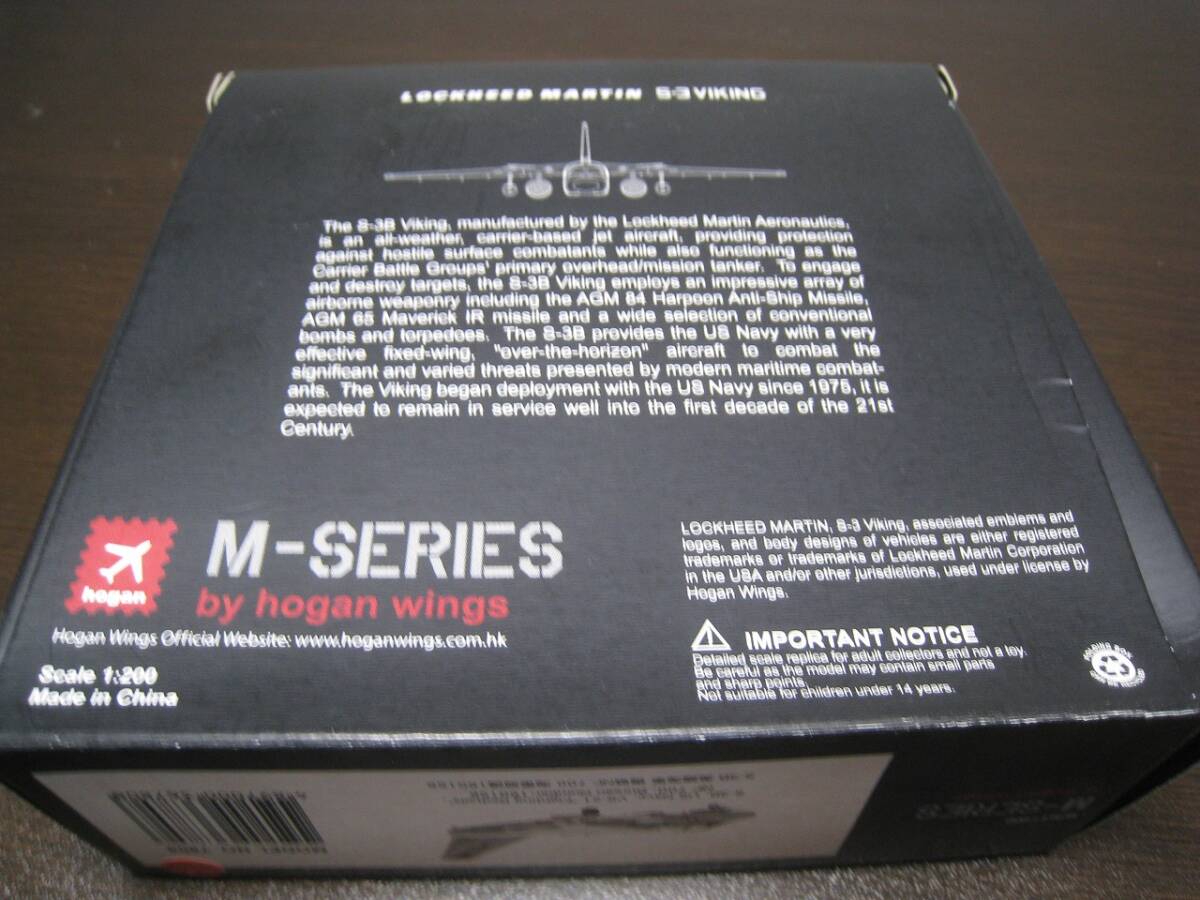 LOCKHEED MARTIN S-3 VIKING
The S-3B Viking, manufactured by the Lockheed Martin Aeronautics,
is an all-weather, carrier-based jet aircraft, providing protection
against hostile surface combatants while also functioning as the
Carrier Battle Groups' primary overhead/mission tanker. To engage
and destroy targets, the S-3B Viking employs an impressive array of
airborne weaponry including the AGM 84 Harpoon Anti-Ship Missile,
AGM 65 Maverick IR missile and a wide selection of conventional
bombs and torpedoes. The S-3B provides the US Navy with a very
effective fixed-wing, "over-the-horizon" aircraft to combat the
significant and varied threats presented by modern maritime combat-
ants. The Viking began deployment with the US Navy since 1975, it is
expected to remain in service well into the first decade of the 21st
Century.
hogan
M-SERIES
by hogan wings
Hogan Wings Official Website: www.hoganwings.com.hk
Scale 1:200
Made in China
LOCKHEED MARTIN, S-3 Viking, associated emblems and
logos, and body designs of vehicles are either registered
trademarks or trademarks of Lockheed Martin Corporation
in the USA and/or other jurisdictions, used under license by
Hogan Wings.
IMPORTANT NOTICE
Detailed scale replica for adult collectors and not a toy.
Be careful as the model may contain small parts
and sharp points.
Not suitable for children under 14 years.
M-SERIES
MODEL NO